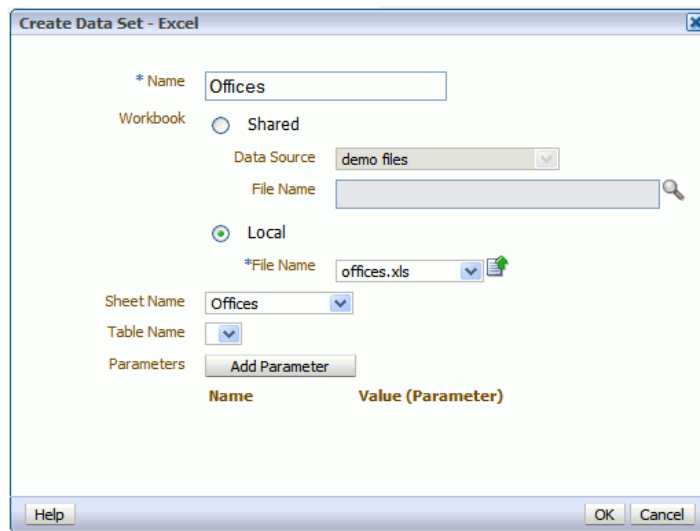 Create Data Set - Excel
* Name Offices
Workbook Shared
Data Source demo files
File Name
Local
*File Name offices.xls
Sheet Name Offices
Table Name
Parameters Add Parameter
Name Value (Parameter)
Help OK Cancel